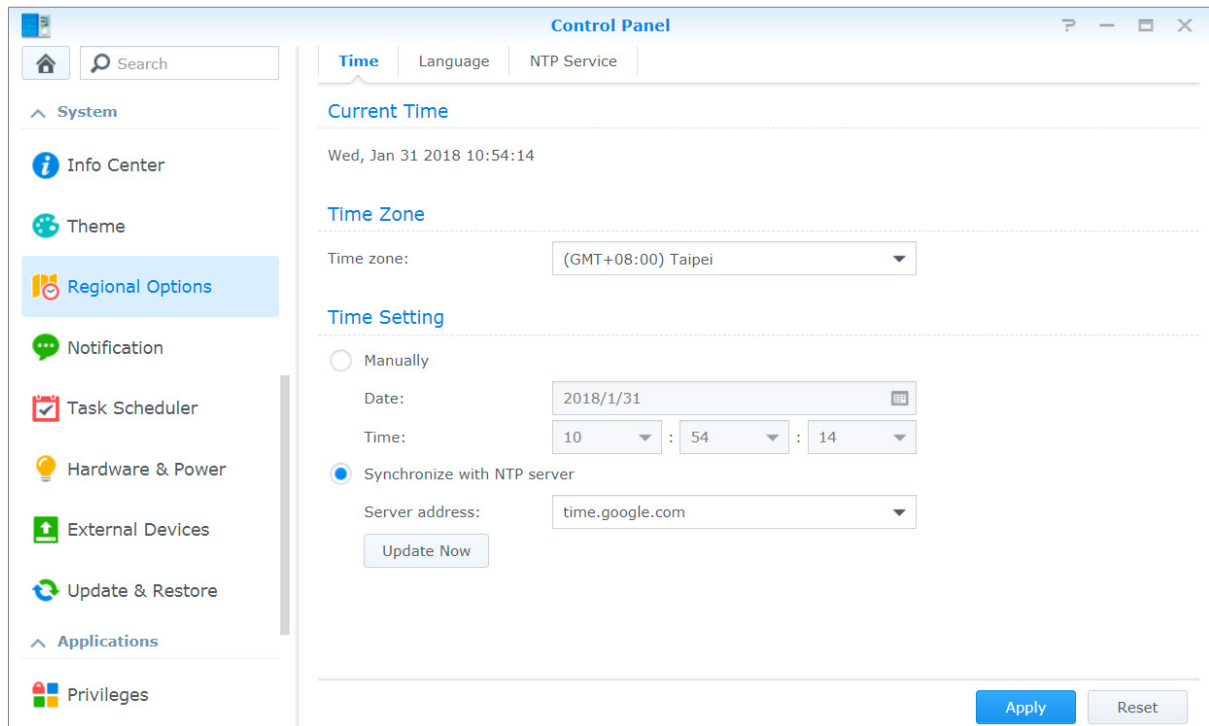 Control Panel
Search
Time Language NTP Service
System
Info Center
Theme
Regional Options
Notification
Task Scheduler
Hardware & Power
External Devices
Update & Restore
Applications
Privileges
Current Time
Wed, Jan 31 2018 10:54:14
Time Zone
Time zone: (GMT+08:00) Taipei
Time Setting
Manually
Date: 2018/1/31
Time: 10 : 54 : 14
Synchronize with NTP server
Server address: time.google.com
Update Now
Apply Reset